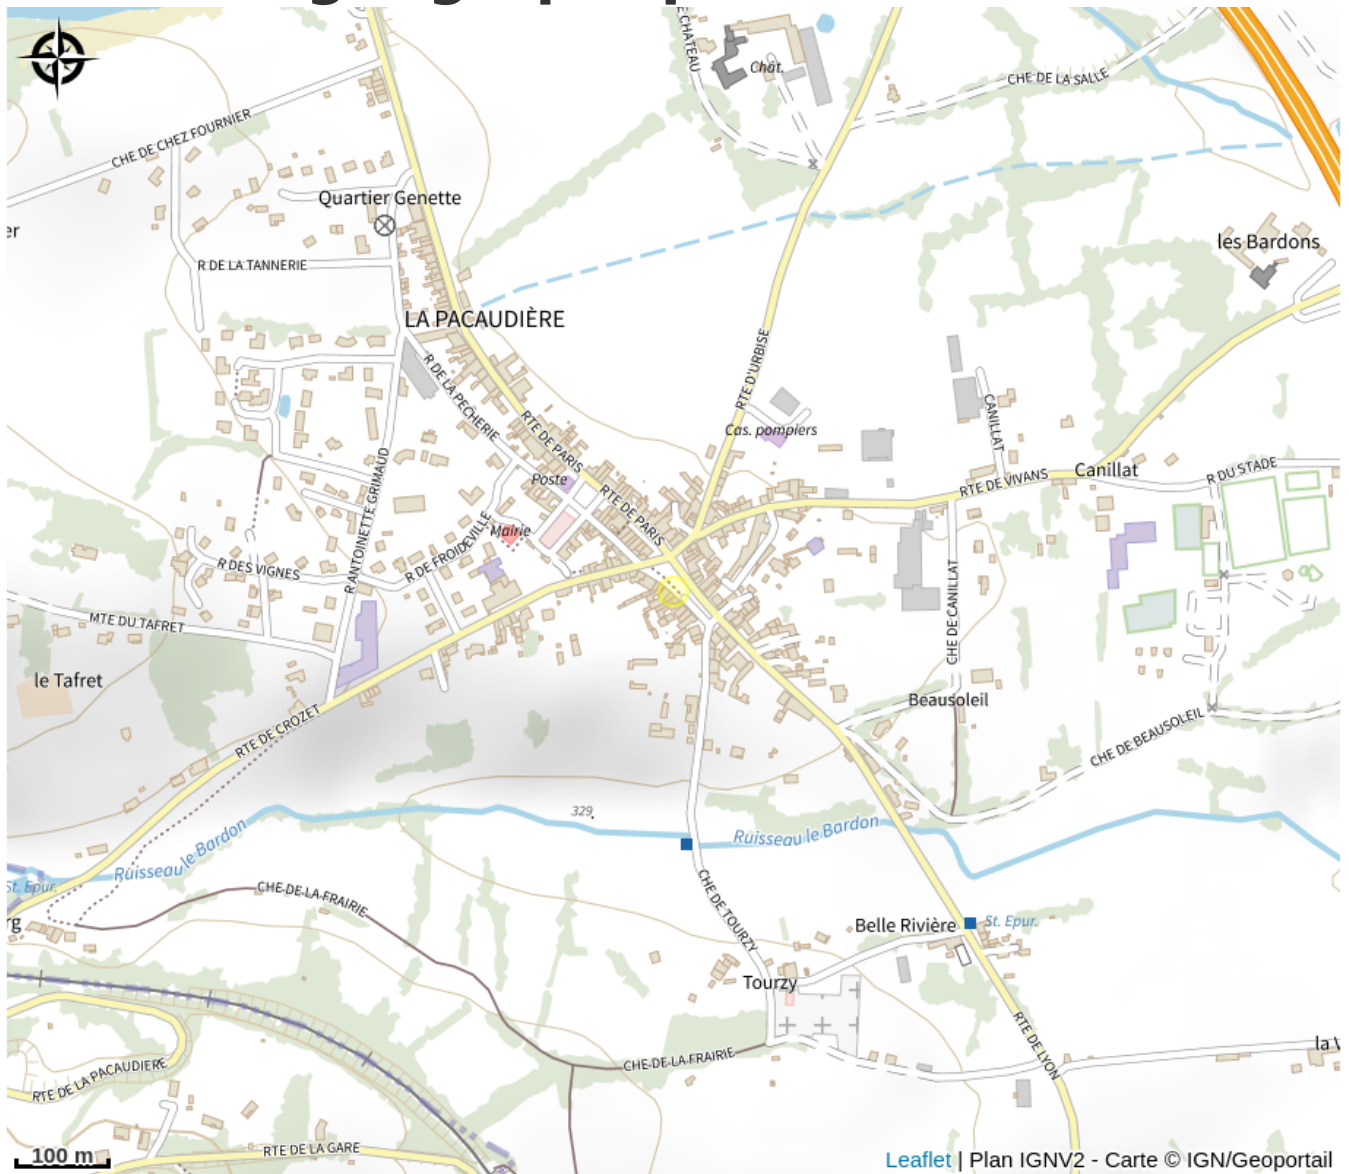 E CHATEAU
Chât.
CHE DE LA SALLE
CHE DE CHEZ FOURNIER
Quartier Genette
er
les Bardons
R DE LA TANNERIE
LA PACAUDIÈRE
RTE D'URBISE
R DE LA PECHERIE
RTE DE PARIS
Cas. pompiers
CANILLAT
Canillat
R DU STADE
RTE DE VIVANS
Poste
RTE DE PARIS
R ANTOINETTE GRIMAUD
Mairie
R DE FROIDEVILLE
R DES VIGNES
CHE DE CANILLAT
MTE DU TAFRET
le Tafret
Beausoleil
RTE DE CROZET
CHE DE BEAUSOLEIL
329
Ruisseau le Bardon
Ruisseau le Bardon
St. Epur.
CHE DE LA FRAIRIE
CHE DE TOURZY
rg
Belle Rivière
St. Epur.
Tourzy
RTE DE LYON
la V
CHE DE LA FRAIRIE
RTE DE LA PACAUDIERE
RTE DE LA GARE
100 m
Leaflet | Plan IGNV2 - Carte © IGN/Geoportail